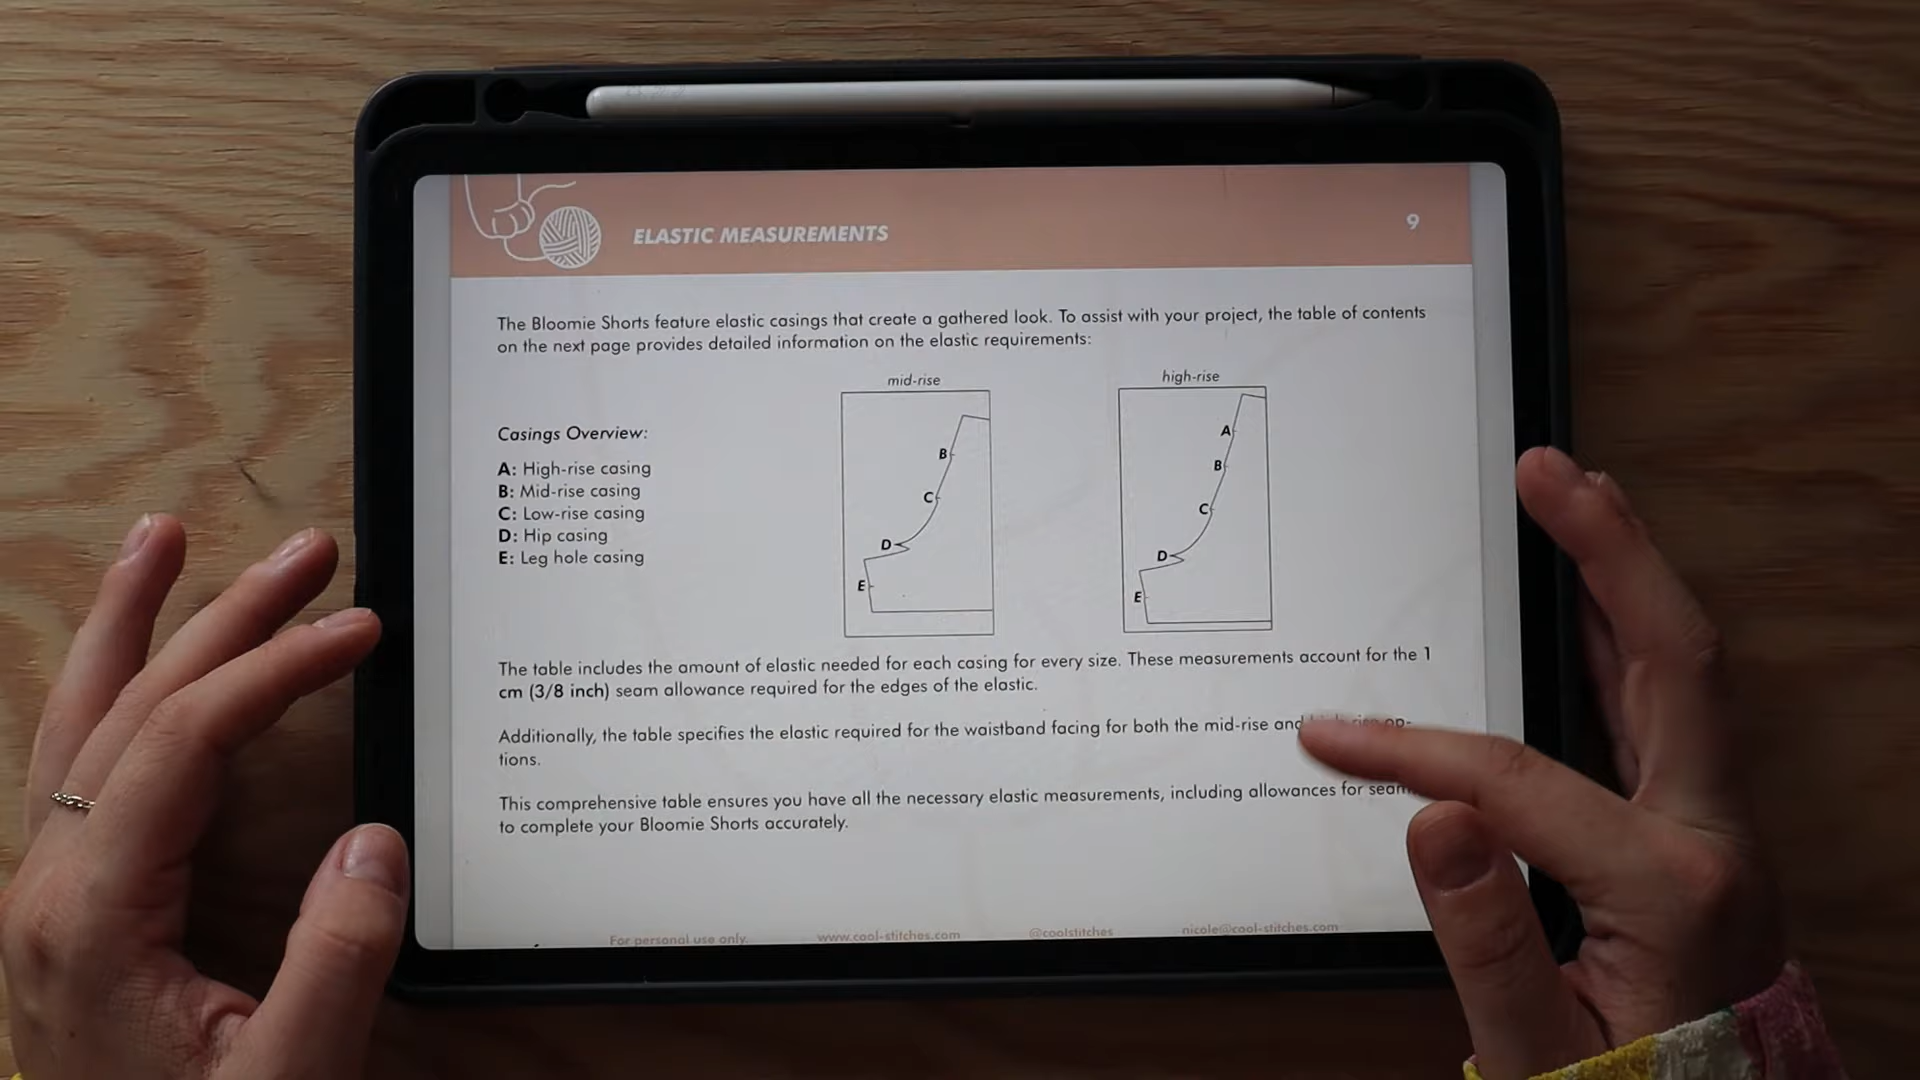 ELASTIC MEASUREMENTS
9
The Bloomie Shorts feature elastic casings that create a gathered look. To assist with your project, the table of contents
on the next page provides detailed information on the elastic requirements:
mid-rise
high-rise
Casings Overview:
A: High-rise casing
B: Mid-rise casing
C: Low-rise casing
D: Hip casing
E: Leg hole casing
B
C
D
E
A
B
C
D
E
The table includes the amount of elastic needed for each casing for every size. These measurements account for the 1
cm (3/8 inch) seam allowance required for the edges of the elastic.
Additionally, the table specifies the elastic required for the waistband facing for both the mid-rise and op-
tions.
This comprehensive table ensures you have all the necessary elastic measurements, including allowances for
to complete your Bloomie Shorts accurately.
For personal use only.
www.cool-stitches.com
@coolstitches
nicole@cool-stitches.com